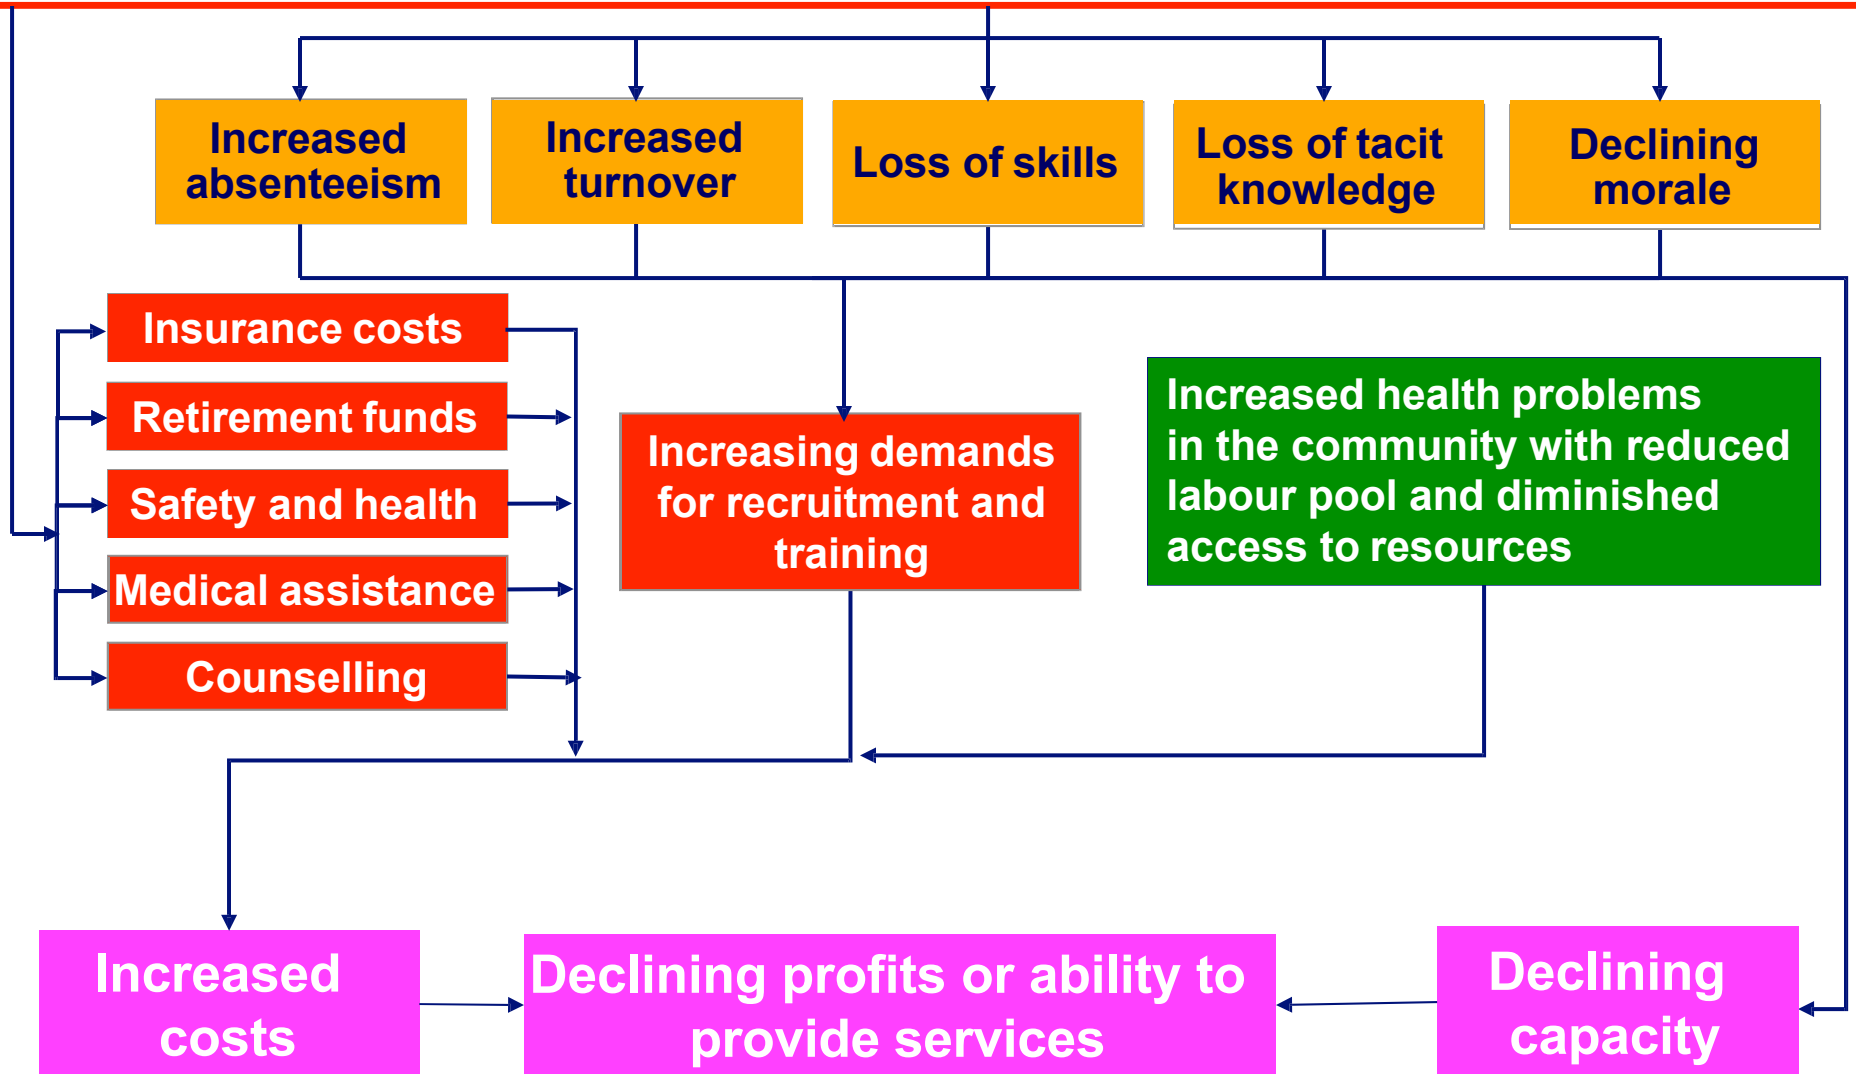 Increased
absenteeism
Increased
turnover
Loss of skills
Loss of tacit
knowledge
Declining
morale
Insurance costs
Retirement funds
Safety and health
Medical assistance
Counselling
Increasing demands
for recruitment and
training
Increased health problems
in the community with reduced
labour pool and diminished
access to resources
Increased
costs
Declining profits or ability to
provide services
Declining
capacity